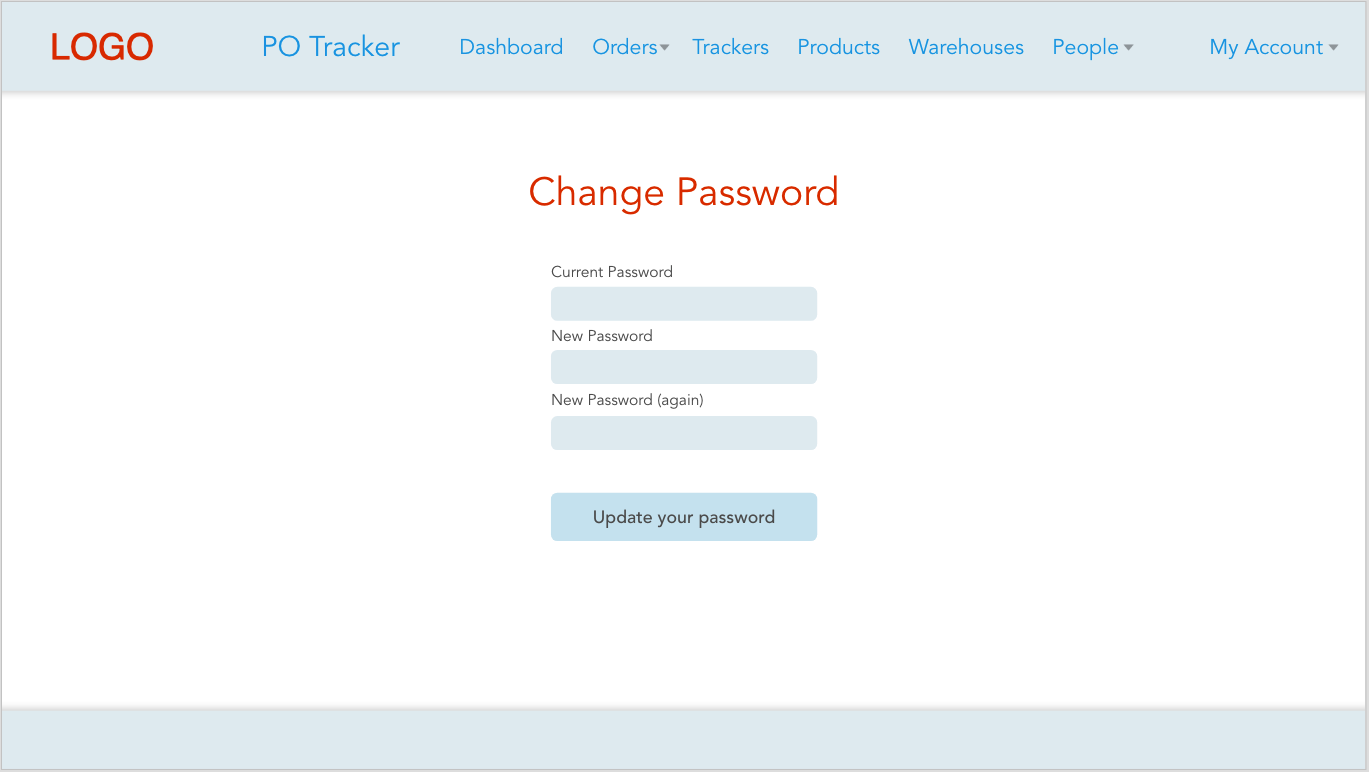 LOGO PO Tracker Dashboard Orders Trackers Products Warehouses People My Account
Change Password
Current Password
New Password
New Password (again)
Update your password